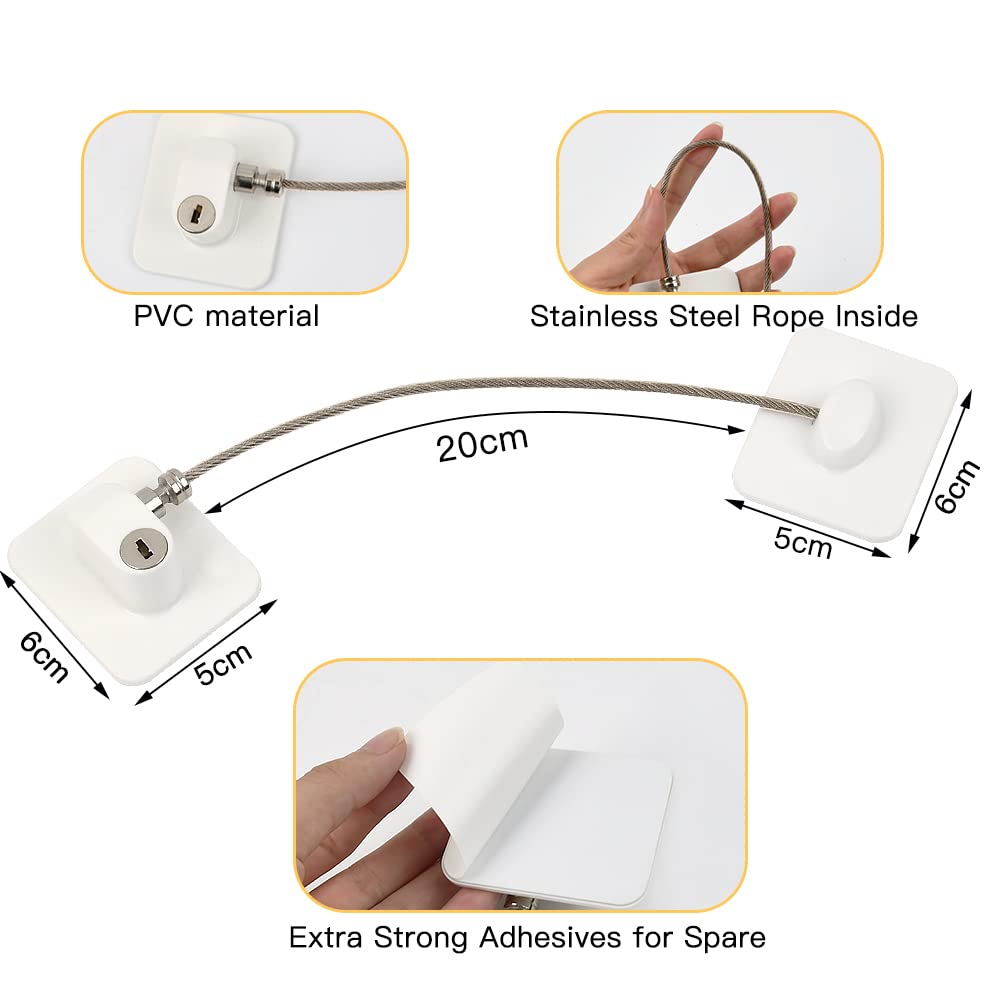 PVC material
Stainless Steel Rope Inside
20cm
5cm
6cm
6cm
5cm
Extra Strong Adhesives for Spare